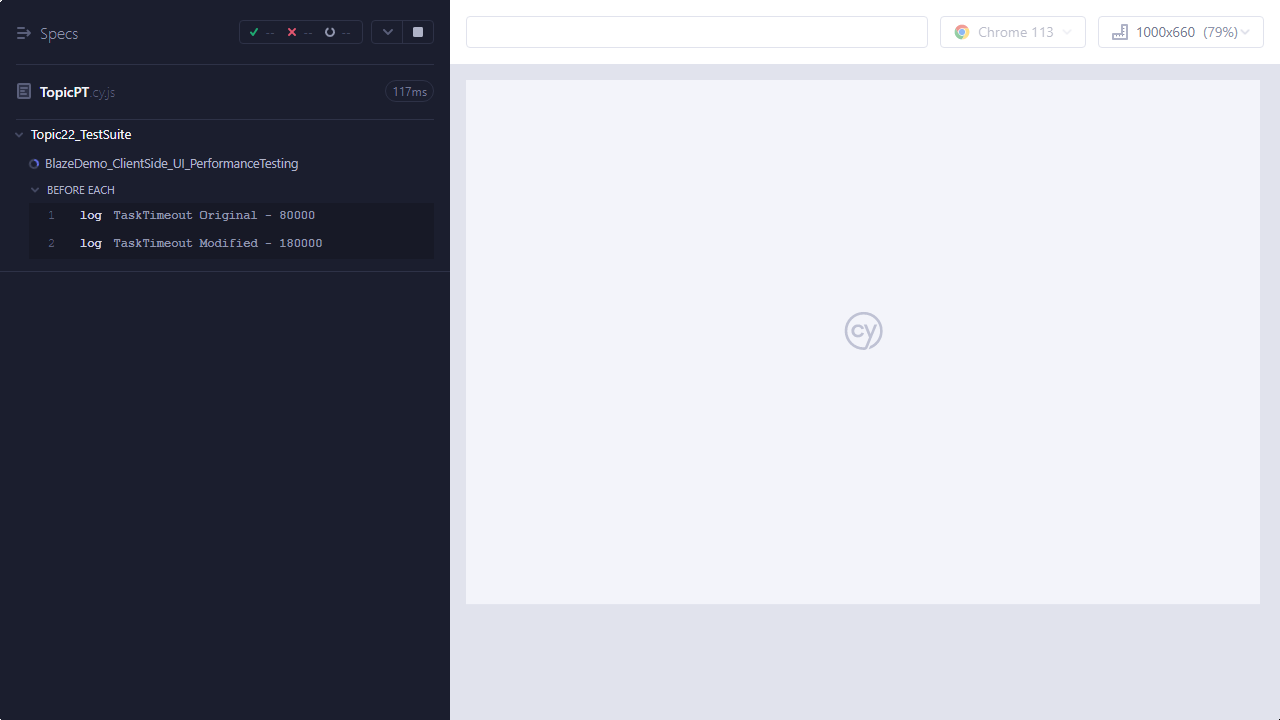 Specs
-- -- --
Chrome 113
1000x660 (79%)
TopicPT.cy.js
117ms
Topic22_TestSuite
BlazeDemo_ClientSide_UI_PerformanceTesting
BEFORE EACH
1 log TaskTimeout Original - 80000
2 log TaskTimeout Modified - 180000
cy